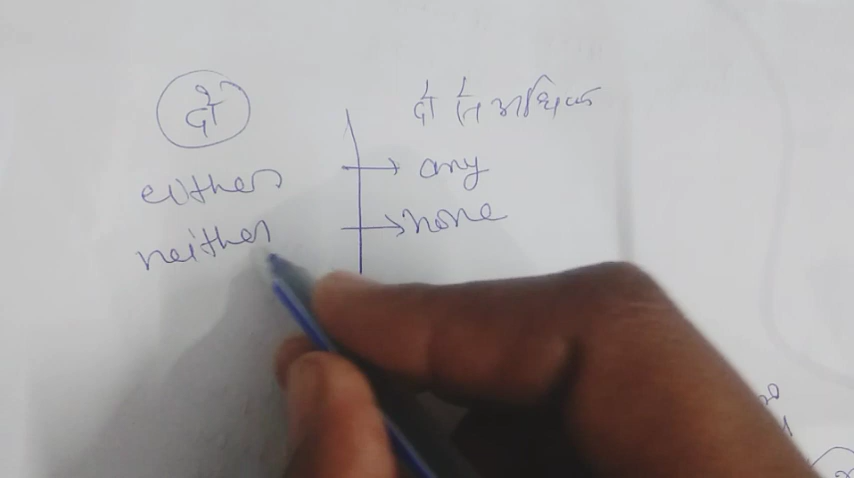 दो दो से अधिक
either → any
neither → none